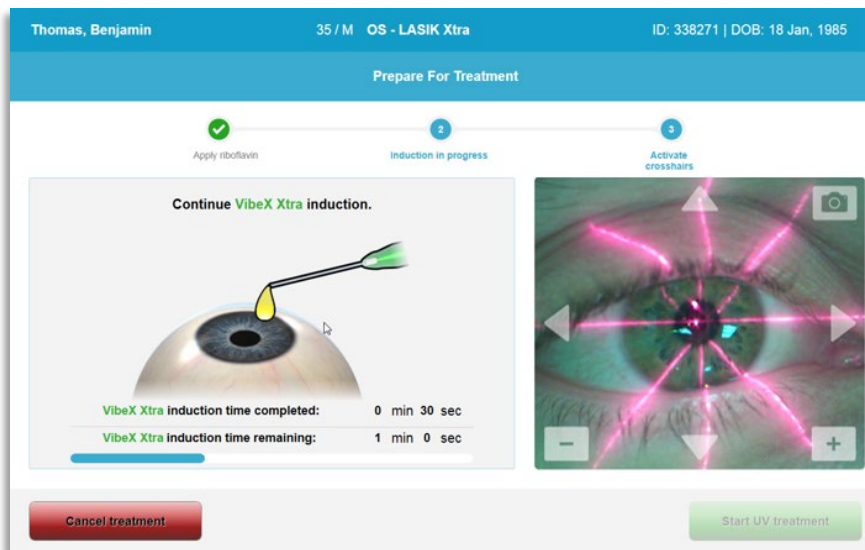 Thomas, Benjamin 35 / M OS - LASIK Xtra ID: 338271 | DOB: 18 Jan, 1985
Prepare For Treatment
2 3
Apply riboflavin Induction in progress Activate
crosshairs
Continue VibeX Xtra induction.
VibeX Xtra induction time completed: 0 min 30 sec
VibeX Xtra induction time remaining: 1 min 0 sec
Cancel treatment Start UV treatment